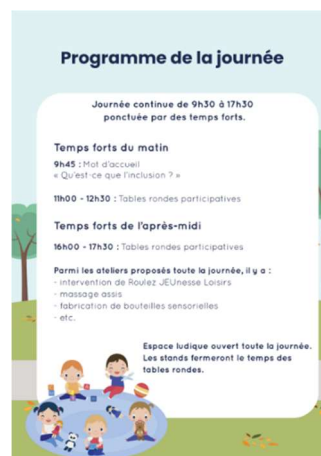 Programme de la journée
Journée continue de 9h30 à 17h30
ponctuée par des temps forts.
Temps forts du matin
9h45 : Mot d'accueil
« Qu'est-ce que l'inclusion ? »
11h00 - 12h30 : Tables rondes participatives
Temps forts de l'après-midi
16h00 - 17h30 : Tables rondes participatives
Parmi les ateliers proposés toute la journée, il y a :
- intervention de Roulez JEUnesse Loisirs
- massage assis
- fabrication de bouteilles sensorielles
- etc.
Espace ludique ouvert toute la journée.
Les stands fermeront le temps des
tables rondes.